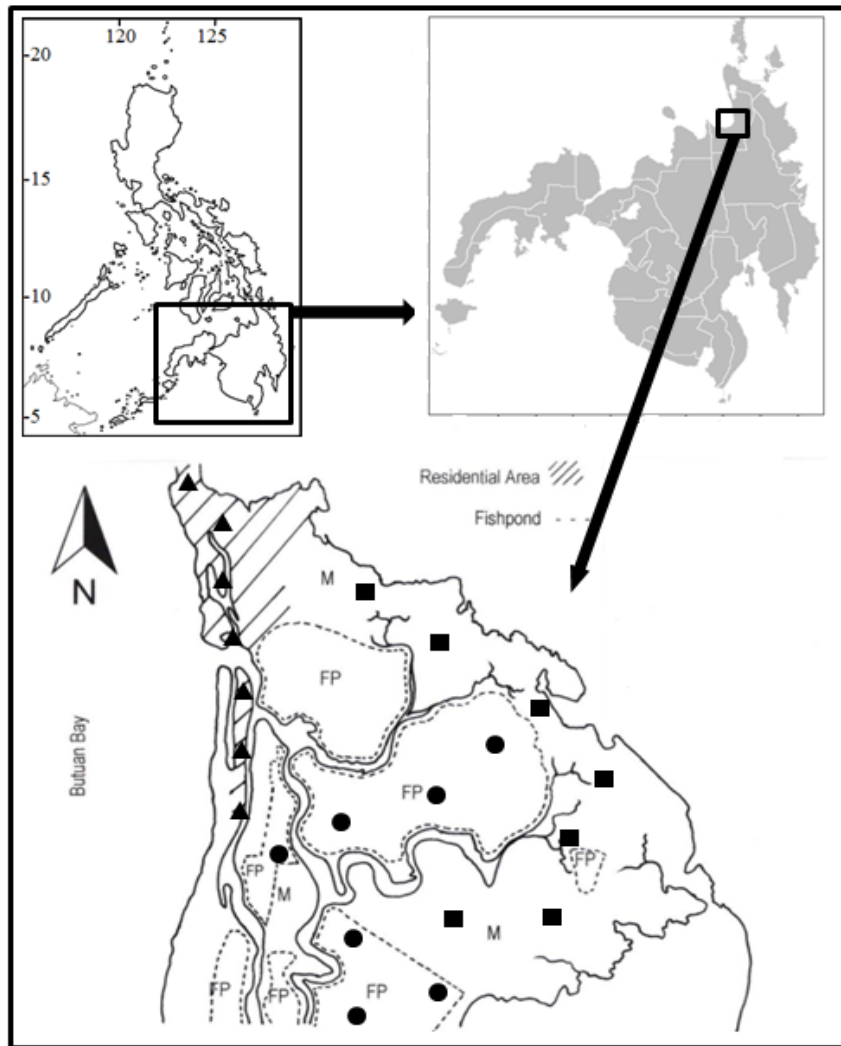 120 125
-20
-15
-10
-5
Residential Area
Fishpond
N
M
FP
Butuan Bay
FP
FP
FP
M
M
FP
FP
FP